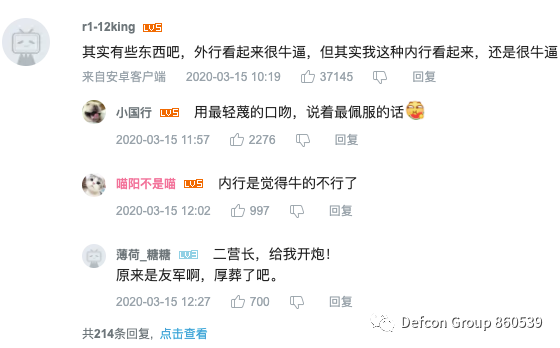 r1-12king LV5
其实有些东西吧，外行看起来很牛逼，但其实我这种内行看起来，还是很牛逼
来自安卓客户端 2020-03-15 10:19 37145 回复
小国行 LV5 用最轻蔑的口吻，说着最佩服的话
2020-03-15 11:57 2276 回复
喵阳不是喵 LV5 内行是觉得牛的不行了
2020-03-15 12:02 997 回复
薄荷_糖糖 LV5 二营长，给我开炮！
原来是友军啊，厚葬了吧。
2020-03-15 12:27 700 回复
共214条回复，点击查看
Defcon Group 860539